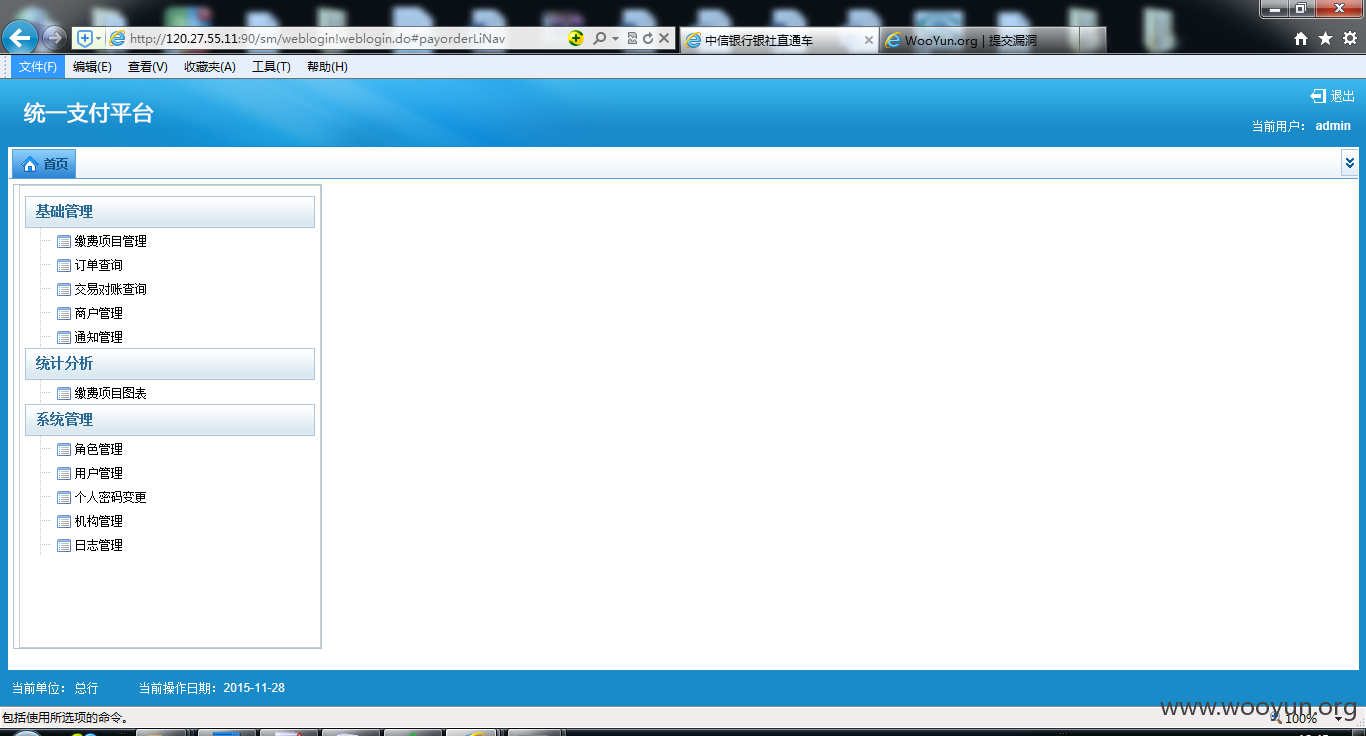 http://120.27.55.11:90/sm/weblogin!weblogin.do#payorderLiNav
中信银行银社直通车
WooYun.org | 提交漏洞
文件(F) 编辑(E) 查看(V) 收藏夹(A) 工具(T) 帮助(H)
统一支付平台
退出
当前用户： admin
首页
基础管理
缴费项目管理
订单查询
交易对账查询
商户管理
通知管理
统计分析
缴费项目图表
系统管理
角色管理
用户管理
个人密码变更
机构管理
日志管理
当前单位： 总行 当前操作日期： 2015-11-28
www.wooyun.org
包括使用所选项的命令。
100%